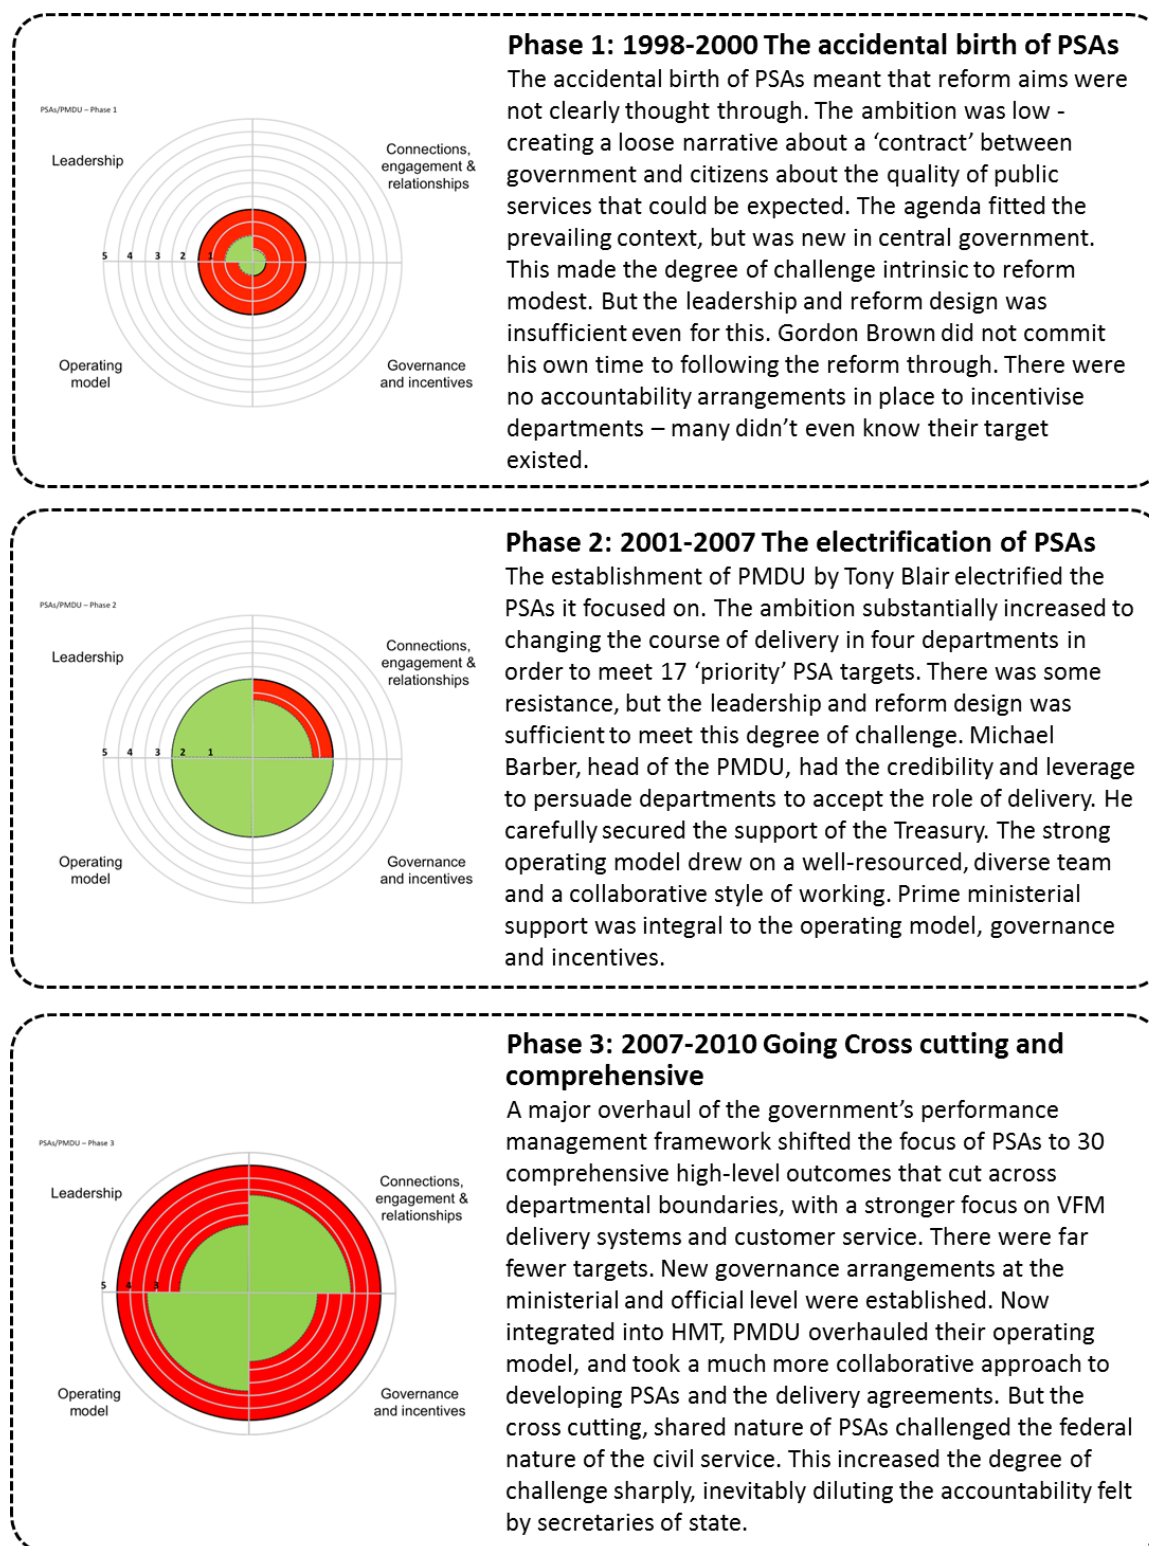 Phase 1: 1998-2000 The accidental birth of PSAs
The accidental birth of PSAs meant that reform aims were
not clearly thought through. The ambition was low -
creating a loose narrative about a ‘contract’ between
government and citizens about the quality of public
services that could be expected. The agenda fitted the
prevailing context, but was new in central government.
This made the degree of challenge intrinsic to reform
modest. But the leadership and reform design was
insufficient even for this. Gordon Brown did not commit
his own time to following the reform through. There were
no accountability arrangements in place to incentivise
departments – many didn’t even know their target
existed.
PSAs/PMDU – Phase 1
Leadership
Connections,
engagement &
relationships
5 4 3 2 1
Operating
model
Governance
and incentives
Phase 2: 2001-2007 The electrification of PSAs
The establishment of PMDU by Tony Blair electrified the
PSAs it focused on. The ambition substantially increased to
changing the course of delivery in four departments in
order to meet 17 ‘priority’ PSA targets. There was some
resistance, but the leadership and reform design was
sufficient to meet this degree of challenge. Michael
Barber, head of the PMDU, had the credibility and leverage
to persuade departments to accept the role of delivery. He
carefully secured the support of the Treasury. The strong
operating model drew on a well-resourced, diverse team
and a collaborative style of working. Prime ministerial
support was integral to the operating model, governance
and incentives.
PSAs/PMDU – Phase 2
Leadership
Connections,
engagement &
relationships
5 4 3 2 1
Operating
model
Governance
and incentives
Phase 3: 2007-2010 Going Cross cutting and
comprehensive
A major overhaul of the government’s performance
management framework shifted the focus of PSAs to 30
comprehensive high-level outcomes that cut across
departmental boundaries, with a stronger focus on VFM
delivery systems and customer service. There were far
fewer targets. New governance arrangements at the
ministerial and official level were established. Now
integrated into HMT, PMDU overhauled their operating
model, and took a much more collaborative approach to
developing PSAs and the delivery agreements. But the
cross cutting, shared nature of PSAs challenged the federal
nature of the civil service. This increased the degree of
challenge sharply, inevitably diluting the accountability felt
by secretaries of state.
PSAs/PMDU – Phase 3
Leadership
Connections,
engagement &
relationships
5 4 3
Operating
model
Governance
and incentives